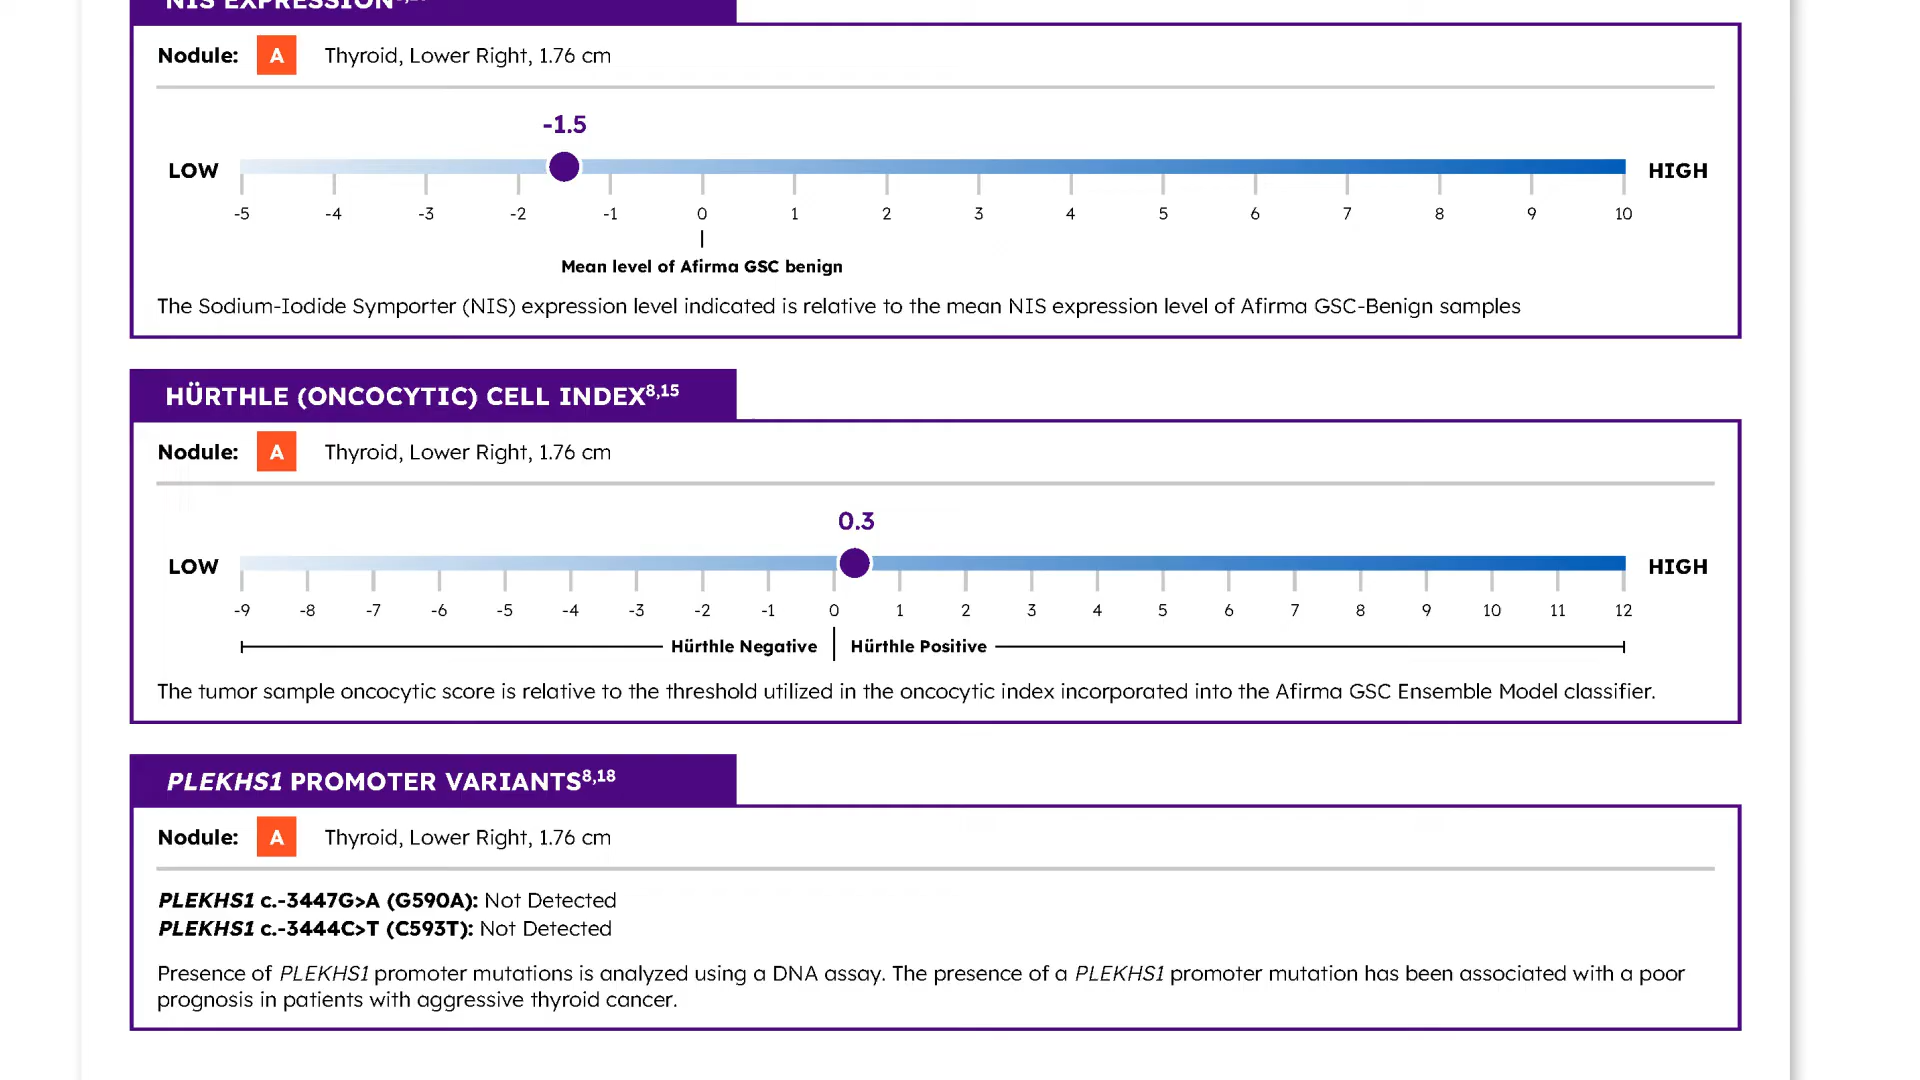 NIS EXPRESSION
Nodule: A Thyroid, Lower Right, 1.76 cm
-1.5
LOW HIGH
-5 -4 -3 -2 -1 0 1 2 3 4 5 6 7 8 9 10
Mean level of Afirma GSC benign
The Sodium-Iodide Symporter (NIS) expression level indicated is relative to the mean NIS expression level of Afirma GSC-Benign samples
HÜRTHLE (ONCOCYTIC) CELL INDEX8,15
Nodule: A Thyroid, Lower Right, 1.76 cm
0.3
LOW HIGH
-9 -8 -7 -6 -5 -4 -3 -2 -1 0 1 2 3 4 5 6 7 8 9 10 11 12
Hürthle Negative Hürthle Positive
The tumor sample oncocytic score is relative to the threshold utilized in the oncocytic index incorporated into the Afirma GSC Ensemble Model classifier.
PLEKHS1 PROMOTER VARIANTS8,18
Nodule: A Thyroid, Lower Right, 1.76 cm
PLEKHS1 c.-3447G>A (G590A): Not Detected
PLEKHS1 c.-3444C>T (C593T): Not Detected
Presence of PLEKHS1 promoter mutations is analyzed using a DNA assay. The presence of a PLEKHS1 promoter mutation has been associated with a poor
prognosis in patients with aggressive thyroid cancer.